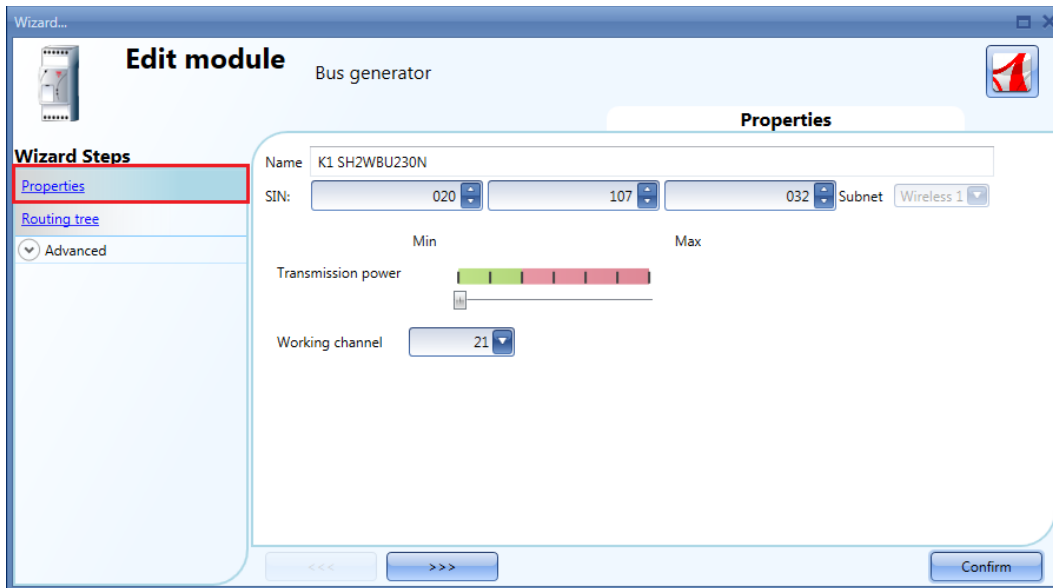 Wizard...
Edit module
Bus generator
Properties
Wizard Steps
Properties
Routing tree
Advanced
Name K1 SH2WBU230N
SIN: 020 107 032 Subnet Wireless 1
Min Max
Transmission power
Working channel 21
<<< >>> Confirm